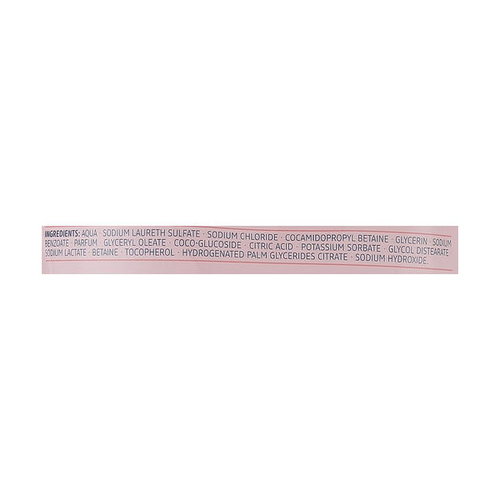 INGREDIENTS: AQUA · SODIUM LAURETH SULFATE · SODIUM CHLORIDE · COCAMIDOPROPYL BETAINE · GLYCERIN · SODIUM
BENZOATE · PARFUM · GLYCERYL OLEATE · COCO-GLUCOSIDE · CITRIC ACID · POTASSIUM SORBATE · GLYCOL DISTEARATE
SODIUM LACTATE · BETAINE · TOCOPHEROL · HYDROGENATED PALM GLYCERIDES CITRATE · SODIUM HYDROXIDE.